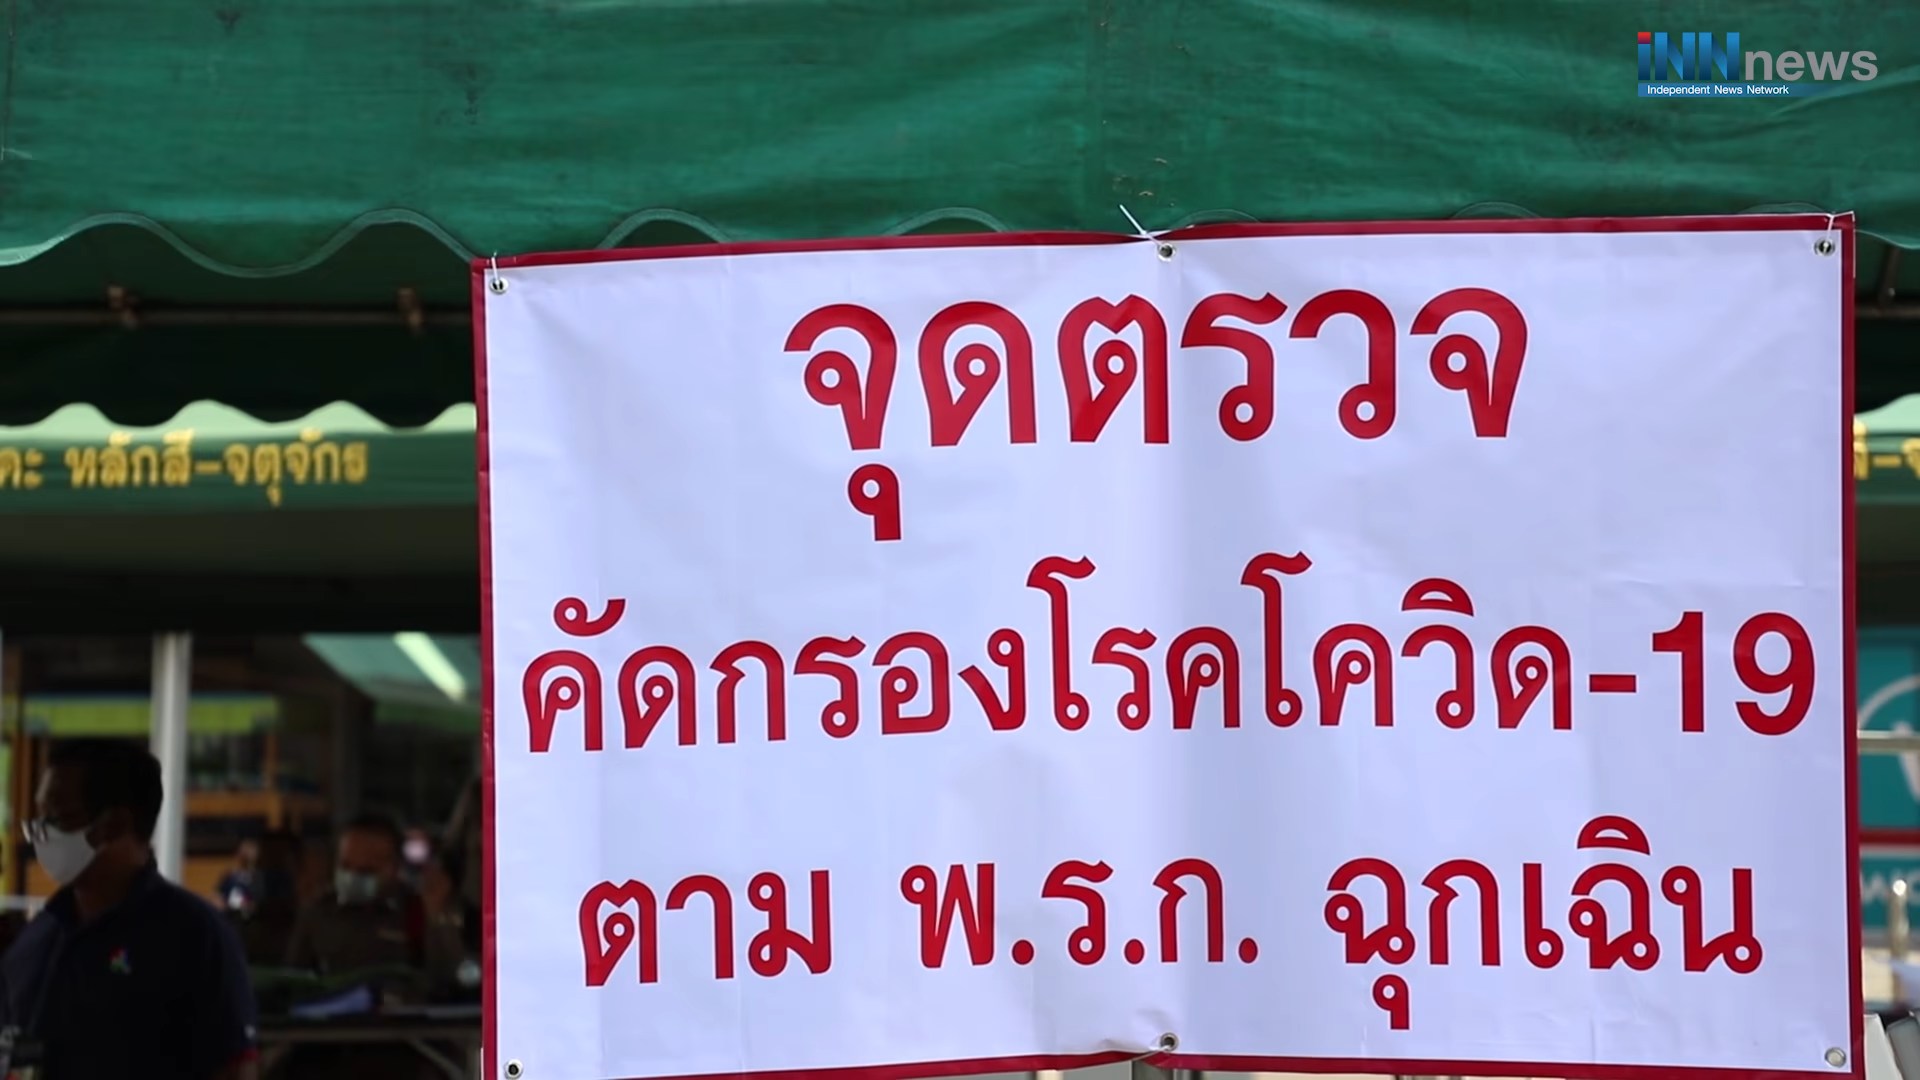 iNNnews
Independent News Network
จุดตรวจ
คัดกรองโรคโควิด-19
ตาม พ.ร.ก. ฉุกเฉิน
หลักสี่-จตุจักร